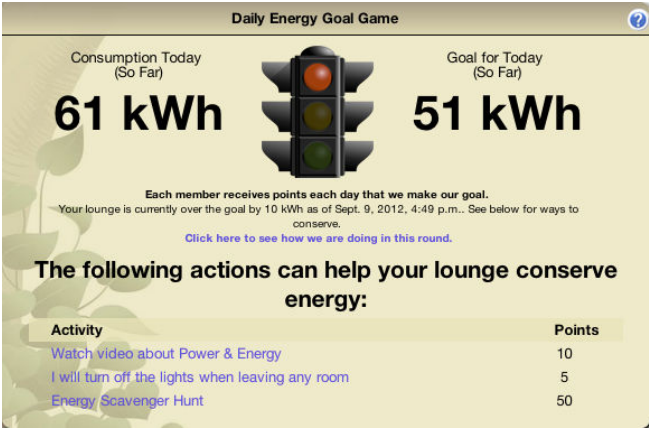 Daily Energy Goal Game
?
Consumption Today
(So Far)
61 kWh
Goal for Today
(So Far)
51 kWh
Each member receives points each day that we make our goal.
Your lounge is currently over the goal by 10 kWh as of Sept. 9, 2012, 4:49 p.m.. See below for ways to
conserve.
Click here to see how we are doing in this round.
The following actions can help your lounge conserve
energy:
Activity Points
Watch video about Power & Energy 10
I will turn off the lights when leaving any room 5
Energy Scavenger Hunt 50